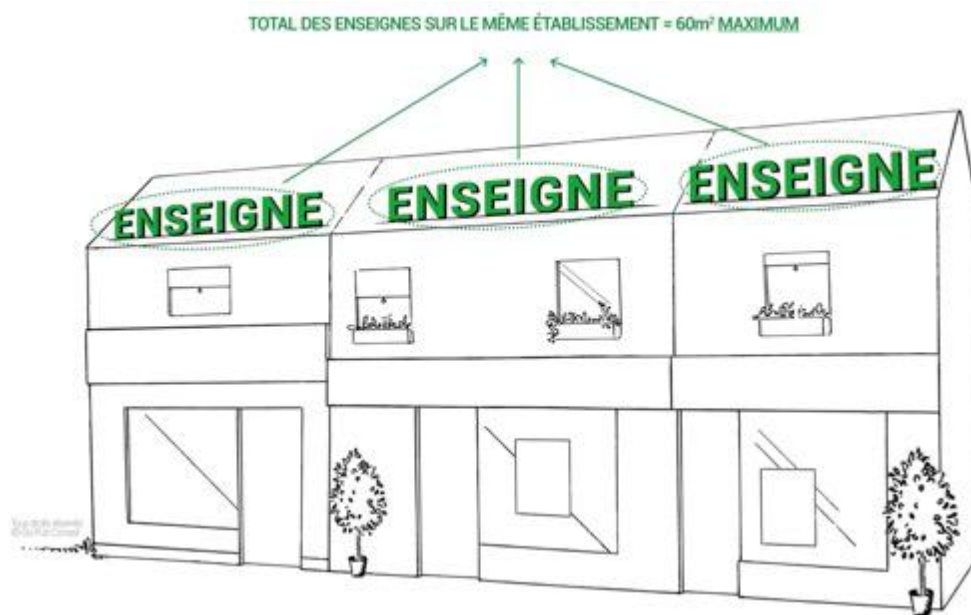 TOTAL DES ENSEIGNES SUR LE MÊME ÉTABLISSEMENT = 60m² MAXIMUM
ENSEIGNE
ENSEIGNE
ENSEIGNE